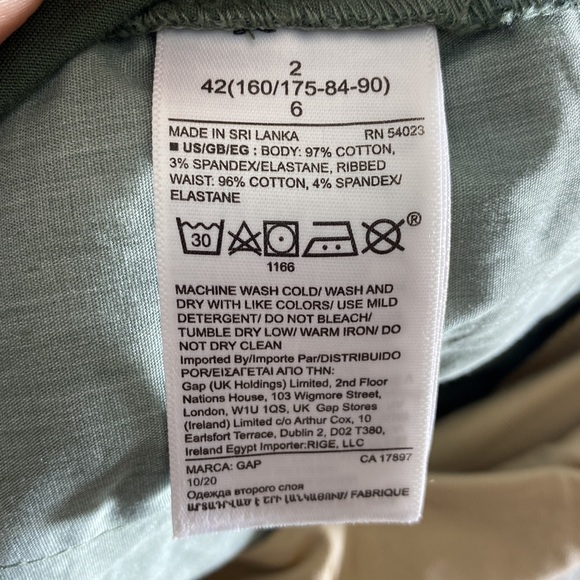 2
42(160/175-84-90)
6
MADE IN SRI LANKA RN 54023
■ US/GB/EG : BODY: 97% COTTON,
3% SPANDEX/ELASTANE, RIBBED
WAIST: 96% COTTON, 4% SPANDEX/
ELASTANE
30
®
1166
MACHINE WASH COLD/ WASH AND
DRY WITH LIKE COLORS/ USE MILD
DETERGENT/ DO NOT BLEACH/
TUMBLE DRY LOW/ WARM IRON/ DO
NOT DRY CLEAN
Imported By/Importe Par/DISTRIBUIDO
POR/ΕΙΣΑΓΕΤΑΙ ΑΠΟ ΤΗΝ:
Gap (UK Holdings) Limited, 2nd Floor
Nations House, 103 Wigmore Street,
London, W1U 1QS, UK Gap Stores
(Ireland) Limited c/o Arthur Cox, 10
Earlsfort Terrace, Dublin 2, D02 T380,
Ireland Egypt Importer:RIGE, LLC
MARCA: GAP CA 17897
10/20
Одежда второго слоя
ԱՐՏԱՀԱԳՈՒՍՏ FABRIQUE